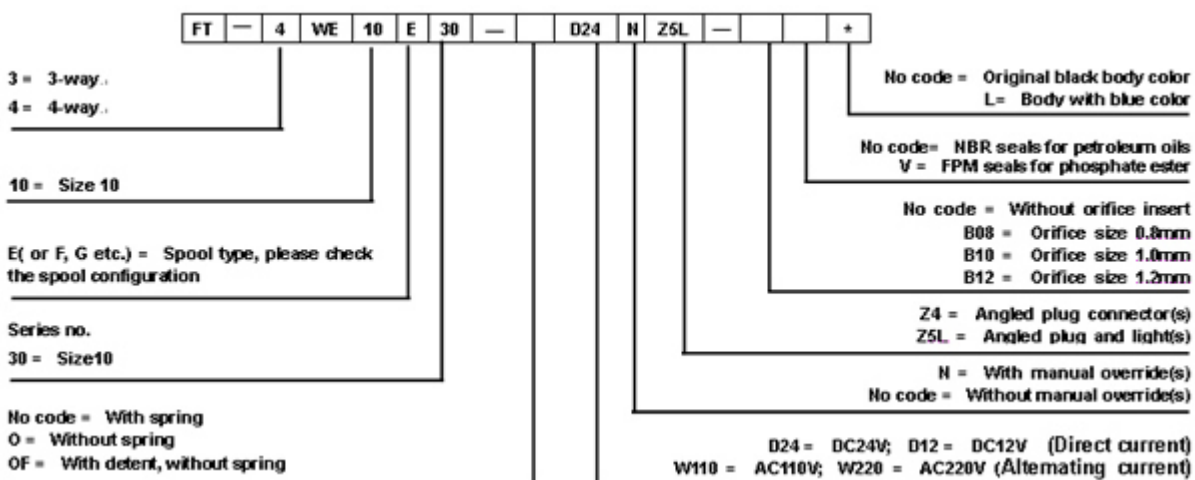 FT — 4 WE 10 E 30 — D24 N Z5L — *
3 = 3-way.
4 = 4-way.
10 = Size 10
E( or F, G etc.) = Spool type, please check
the spool configuration
Series no.
30 = Size10
No code = With spring
O = Without spring
OF = With detent, without spring
No code = Original black body color
L= Body with blue color
No code= NBR seals for petroleum oils
V = FPM seals for phosphate ester
No code = Without orifice insert
B08 = Orifice size 0.8mm
B10 = Orifice size 1.0mm
B12 = Orifice size 1.2mm
Z4 = Angled plug connector(s)
Z5L = Angled plug and light(s)
N = With manual override(s)
No code = Without manual override(s)
D24 = DC24V; D12 = DC12V (Direct current)
W110 = AC110V; W220 = AC220V (Alternating current)